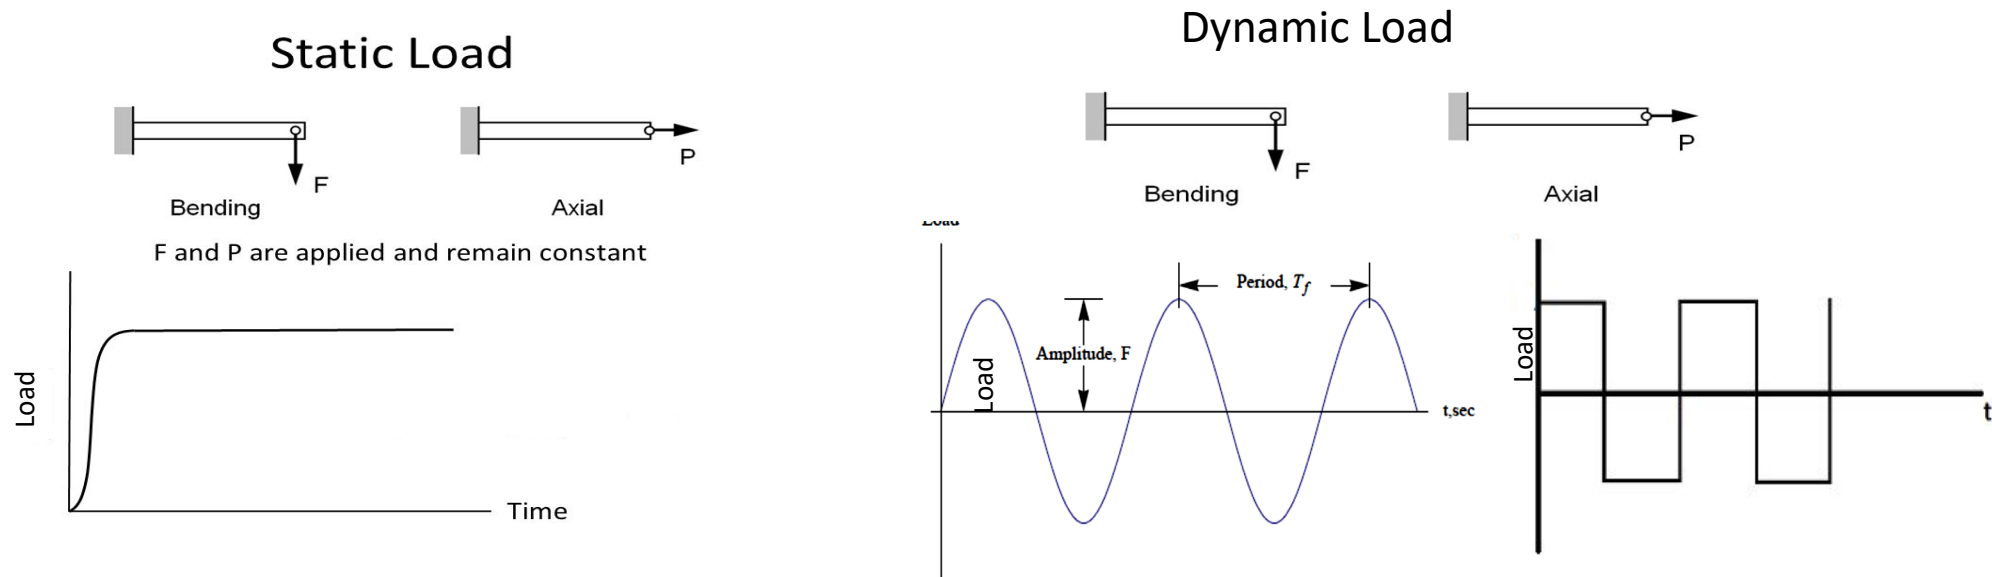 Static Load
F
Bending
P
Axial
F and P are applied and remain constant
Load
Time
Dynamic Load
F
Bending
P
Axial
Load
Period, Tf
Amplitude, F
Load
t,sec
Load
t